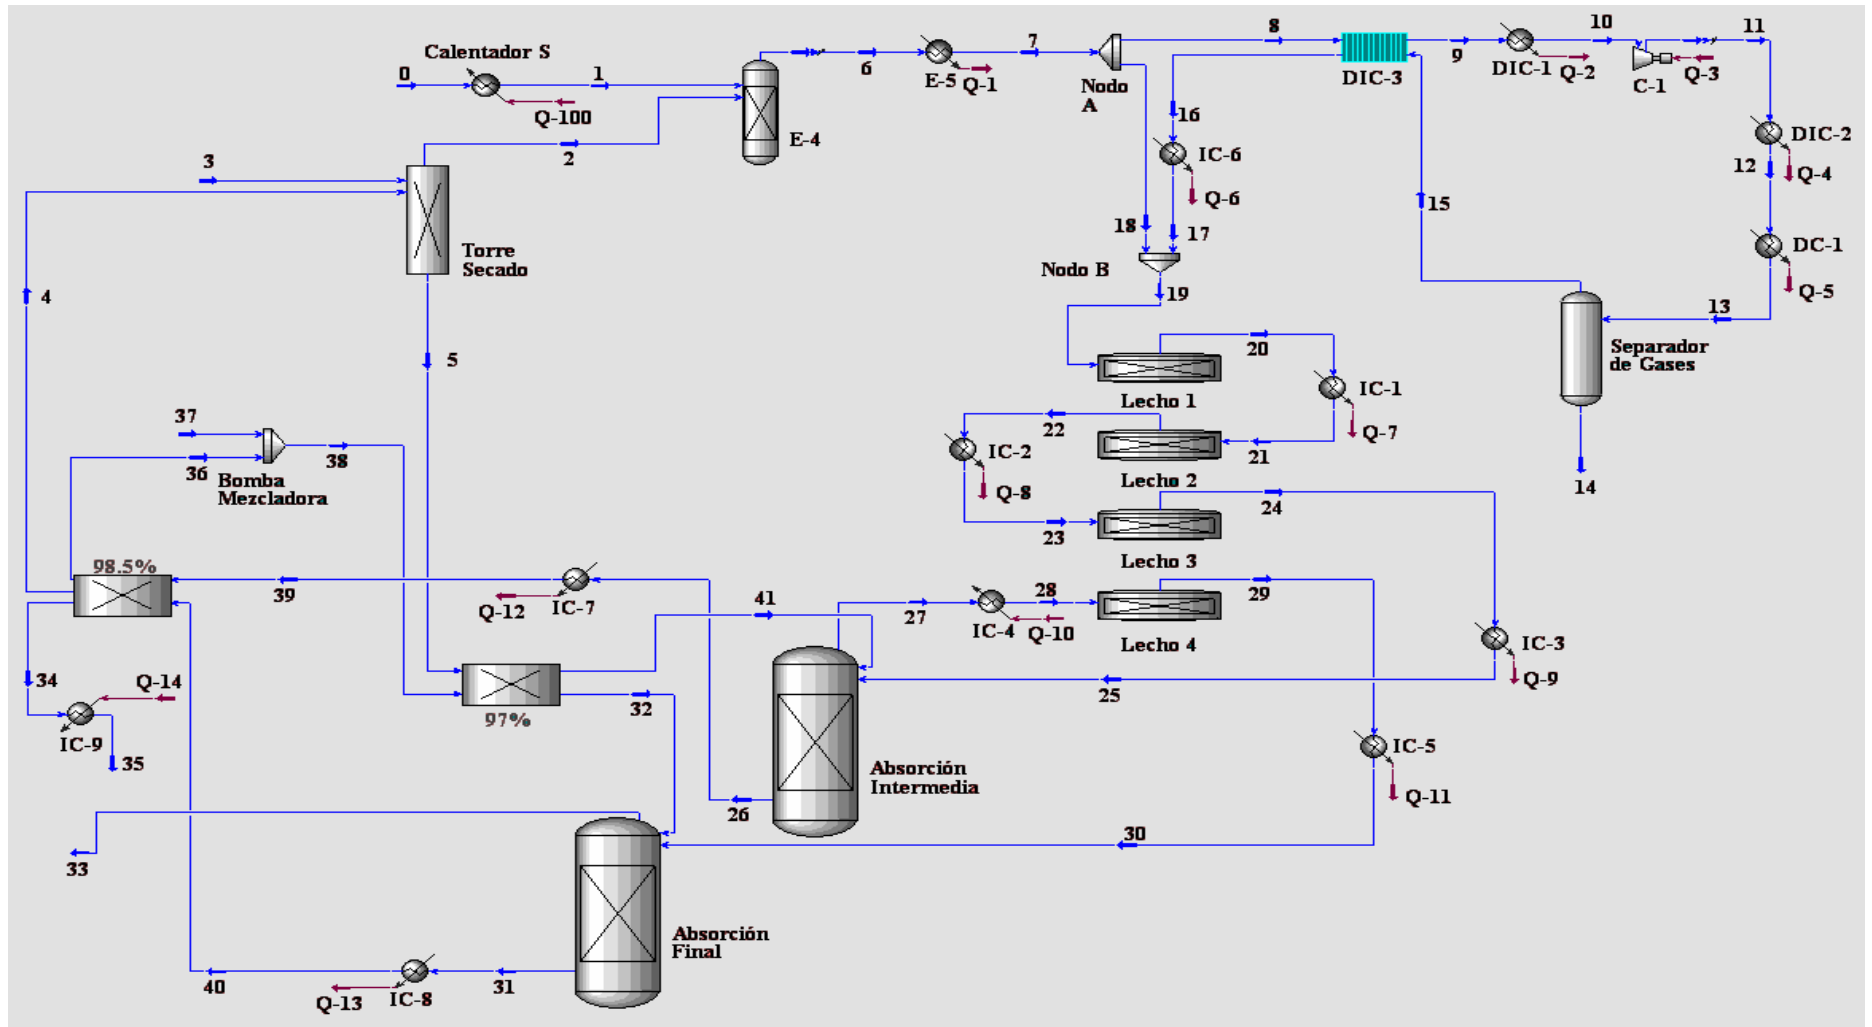 Calentador S
0
1
Q-100
2
3
4
5
Torre
Secado
E-4
6
E-5
Q-1
7
Nodo
A
8
DIC-3
9
DIC-1
Q-2
10
C-1
Q-3
11
DIC-2
Q-4
12
DC-1
Q-5
13
Separador
de Gases
14
15
16
IC-6
Q-6
17
18
Nodo B
19
Lecho 1
20
IC-1
Q-7
21
22
IC-2
Q-8
Lecho 2
23
24
Lecho 3
IC-3
Q-9
25
Lecho 4
27
IC-4
28
Q-10
29
IC-5
Q-11
30
37
36
38
Bomba
Mezcladora
98.5%
39
Q-12
IC-7
41
97%
32
34
Q-14
IC-9
35
Absorción
Intermedia
26
33
Absorción
Final
31
IC-8
Q-13
40